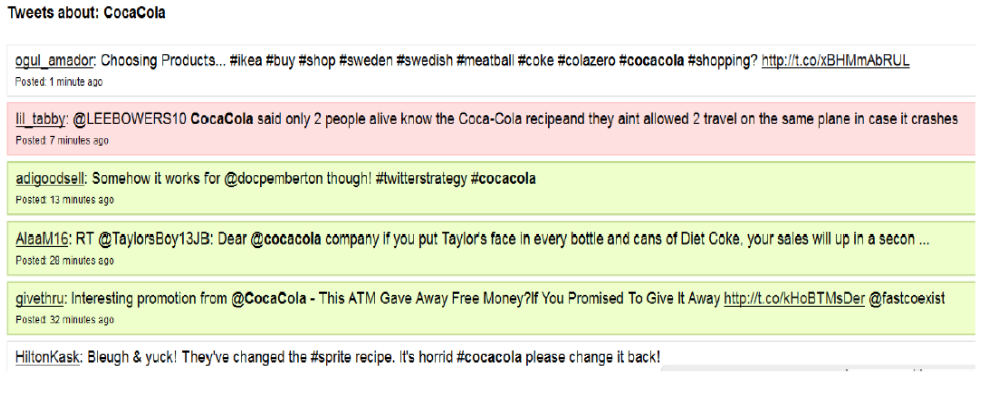 Tweets about: CocaCola
ogul_amador: Choosing Products... #ikea #buy #shop #sweden #swedish #meatball #coke #colazero #cocacola #shopping? http://t.co/xBHMmAbRUL
Posted: 1 minute ago
lil_tabby: @LEEBOWERS10 CocaCola said only 2 people alive know the Coca-Cola recipeand they aint allowed 2 travel on the same plane in case it crashes
Posted: 7 minutes ago
adigoodsell: Somehow it works for @docpemberton though! #twitterstrategy #cocacola
Posted: 13 minutes ago
AlaaM16: RT @TaylorsBoy13JB: Dear @cocacola company if you put Taylor's face in every bottle and cans of Diet Coke, your sales will up in a secon ...
Posted: 28 minutes ago
givethru: Interesting promotion from @CocaCola - This ATM Gave Away Free Money?If You Promised To Give It Away http://t.co/kHoBTMsDer @fastcoexist
Posted: 32 minutes ago
HiltonKask: Bleugh & yuck! They've changed the #sprite recipe. It's horrid #cocacola please change it back!